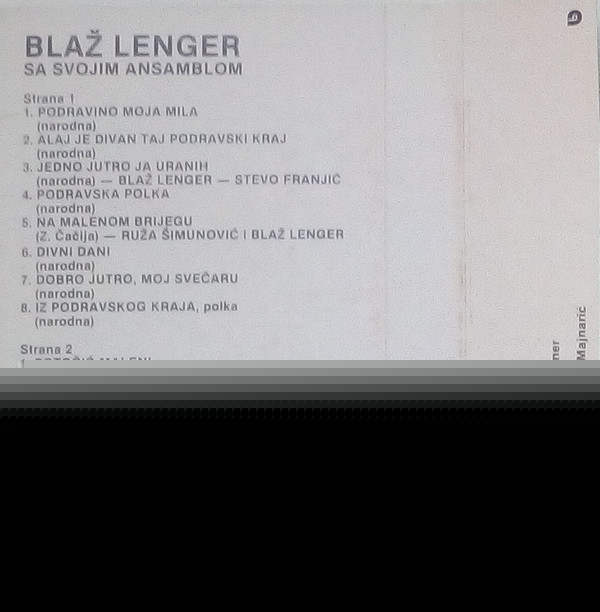 BLAŽ LENGER
SA SVOJIM ANSAMBLOM
Strana 1
1. PODRAVINO MOJA MILA
(narodna)
2. ALAJ JE DIVAN TAJ PODRAVSKI KRAJ
(narodna)
3. JEDNO JUTRO JA URANIH
(narodna) — BLAŽ LENGER — STEVO FRANJIĆ
4. PODRAVSKA POLKA
(narodna)
5. NA MALENOM BRIJEGU
(Z. Čačija) — RUŽA ŠIMUNOVIĆ I BLAŽ LENGER
6. DIVNI DANI
(narodna)
7. DOBRO JUTRO, MOJ SVEČARU
(narodna)
8. IZ PODRAVSKOG KRAJA, polka
(narodna)
Strana 2
Majnarić